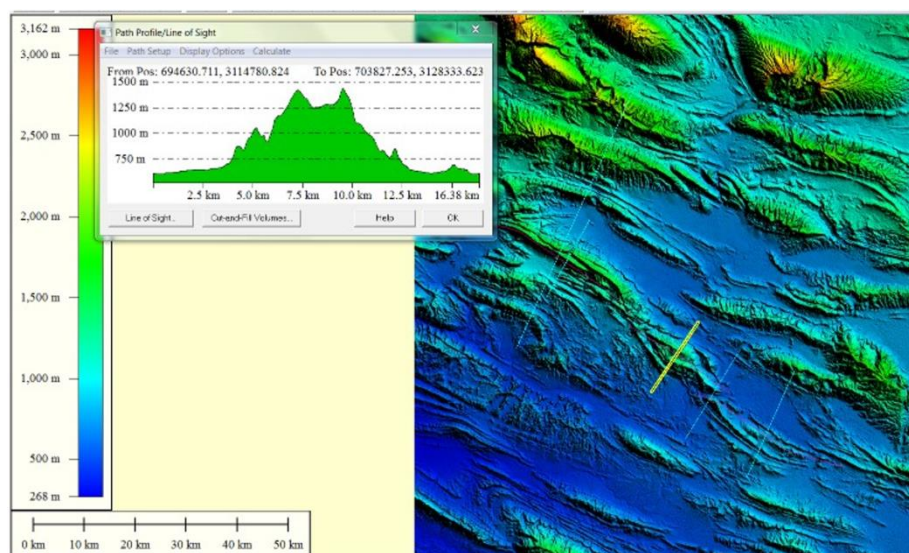 3,162 m
3,000 m
2,500 m
2,000 m
1,500 m
1,000 m
500 m
268 m
0 km 10 km 20 km 30 km 40 km 50 km
Path Profile/Line of Sight
File Path Setup Display Options Calculate
From Pos: 694630.711, 3114780.824 To Pos: 703827.253, 3128333.623
1500 m
1250 m
1000 m
750 m
2.5 km 5.0 km 7.5 km 10.0 km 12.5 km 16.38 km
Line of Sight... Cut-and-Fill Volumes... Help OK